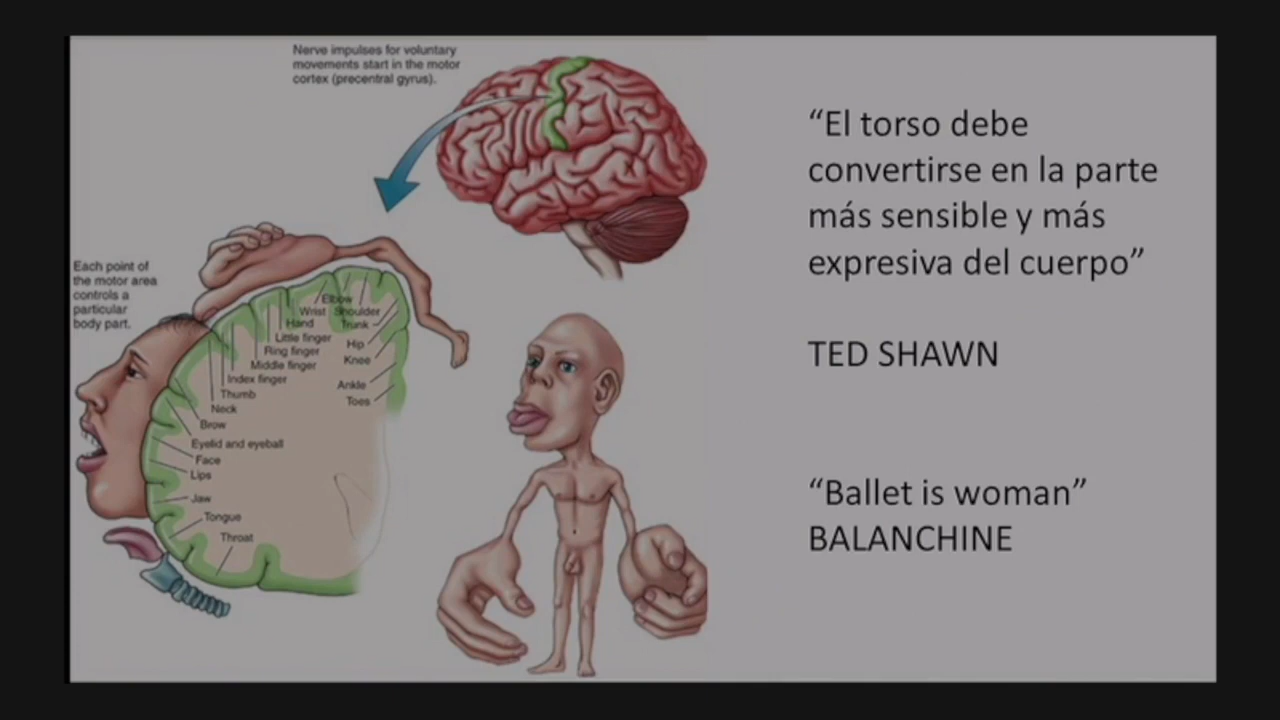 Nerve impulses for voluntary
movements start in the motor
cortex (precentral gyrus).
Each point of
the motor area
controls a
particular
body part.
Elbow
Wrist
Shoulder
Hand
Trunk
Little finger
Hip
Ring finger
Knee
Middle finger
Index finger
Ankle
Thumb
Toes
Neck
Brow
Eyelid and eyeball
Face
Lips
Jaw
Tongue
Throat
“El torso debe
convertirse en la parte
más sensible y más
expresiva del cuerpo”
TED SHAWN
“Ballet is woman”
BALANCHINE